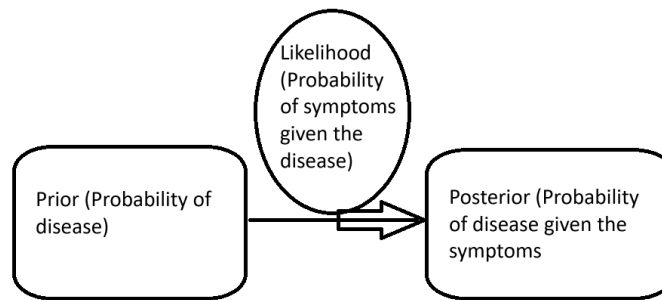 Likelihood
(Probability
of symptoms
given the
disease)
Prior (Probability of
disease)
Posterior (Probability
of disease given the
symptoms